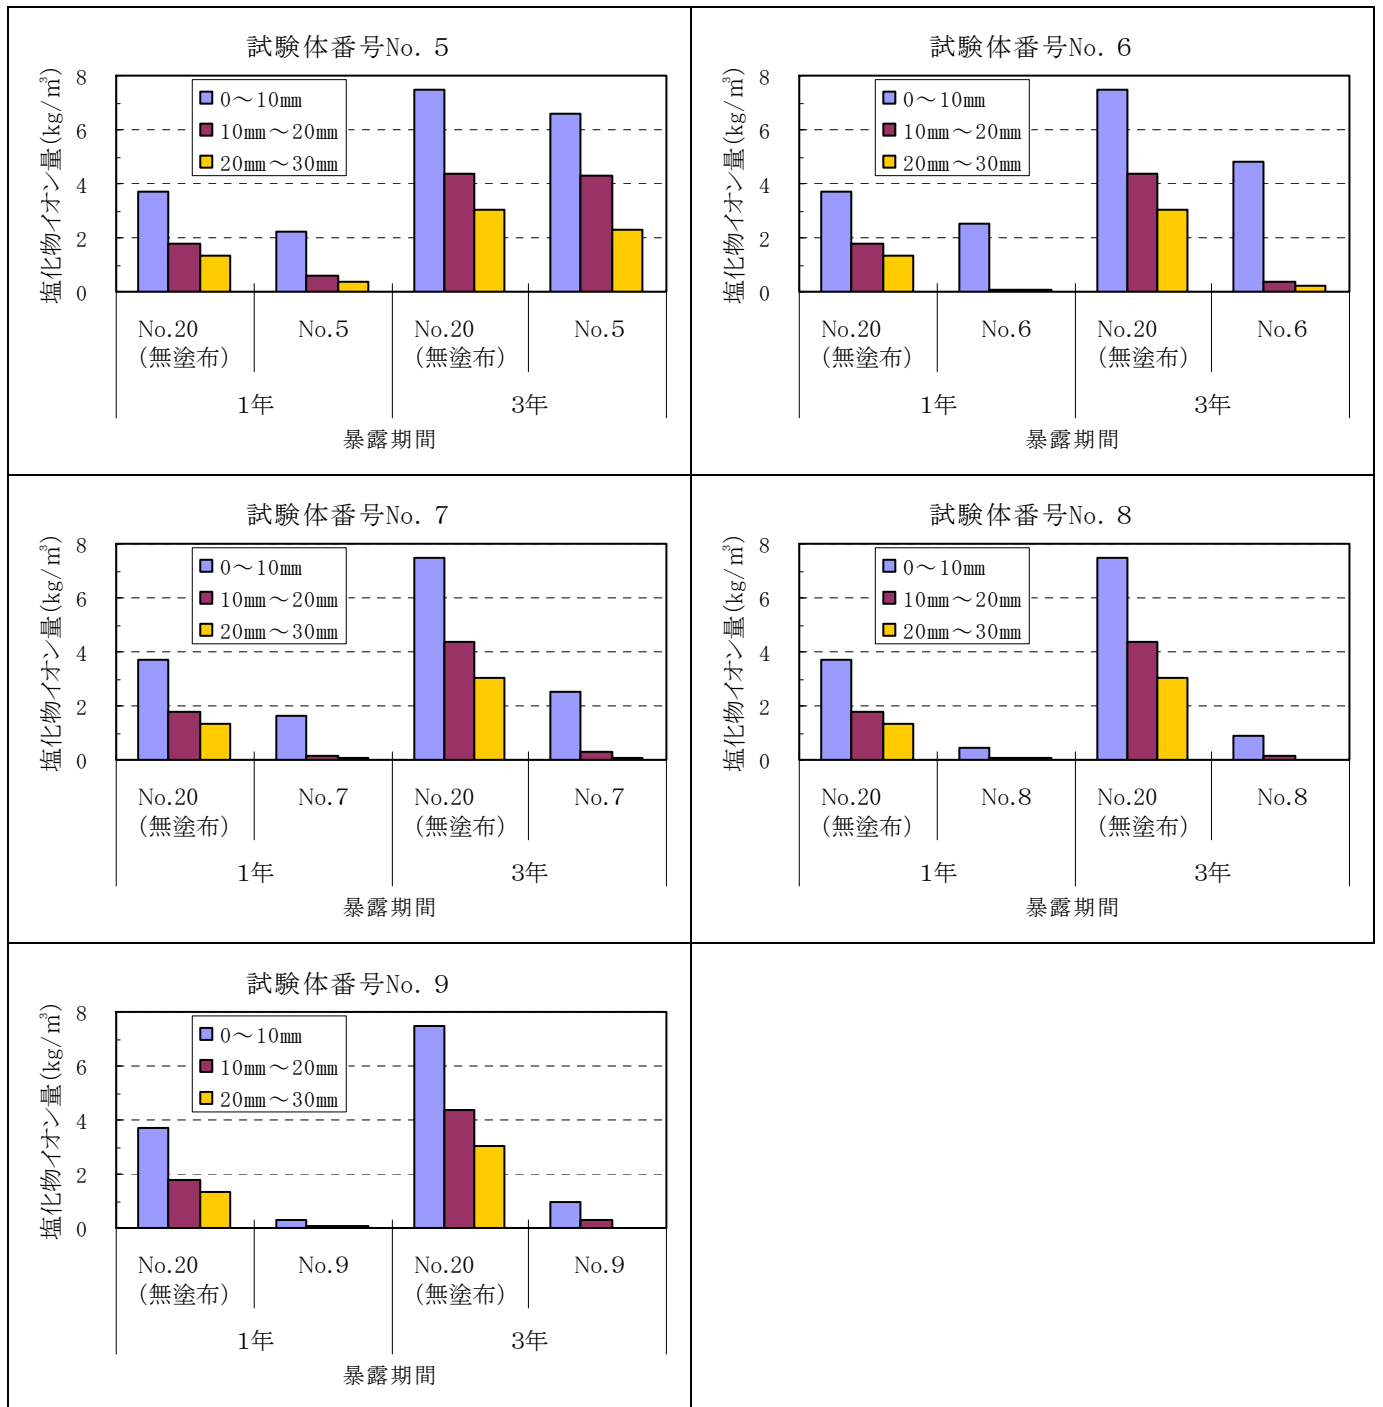 試験体番号No. 5
塩化物イオン量(kg/㎥)
8
6
4
2
0
0～10mm
10mm～20mm
20mm～30mm
No.20 No.5 No.20 No.5
(無塗布) (無塗布)
1年 3年
暴露期間
試験体番号No. 6
塩化物イオン量(kg/㎥)
8
6
4
2
0
0～10mm
10mm～20mm
20mm～30mm
No.20 No.6 No.20 No.6
(無塗布) (無塗布)
1年 3年
暴露期間
試験体番号No. 7
塩化物イオン量(kg/㎥)
8
6
4
2
0
0～10mm
10mm～20mm
20mm～30mm
No.20 No.7 No.20 No.7
(無塗布) (無塗布)
1年 3年
暴露期間
試験体番号No. 8
塩化物イオン量(kg/㎥)
8
6
4
2
0
0～10mm
10mm～20mm
20mm～30mm
No.20 No.8 No.20 No.8
(無塗布) (無塗布)
1年 3年
暴露期間
試験体番号No. 9
塩化物イオン量(kg/㎥)
8
6
4
2
0
0～10mm
10mm～20mm
20mm～30mm
No.20 No.9 No.20 No.9
(無塗布) (無塗布)
1年 3年
暴露期間